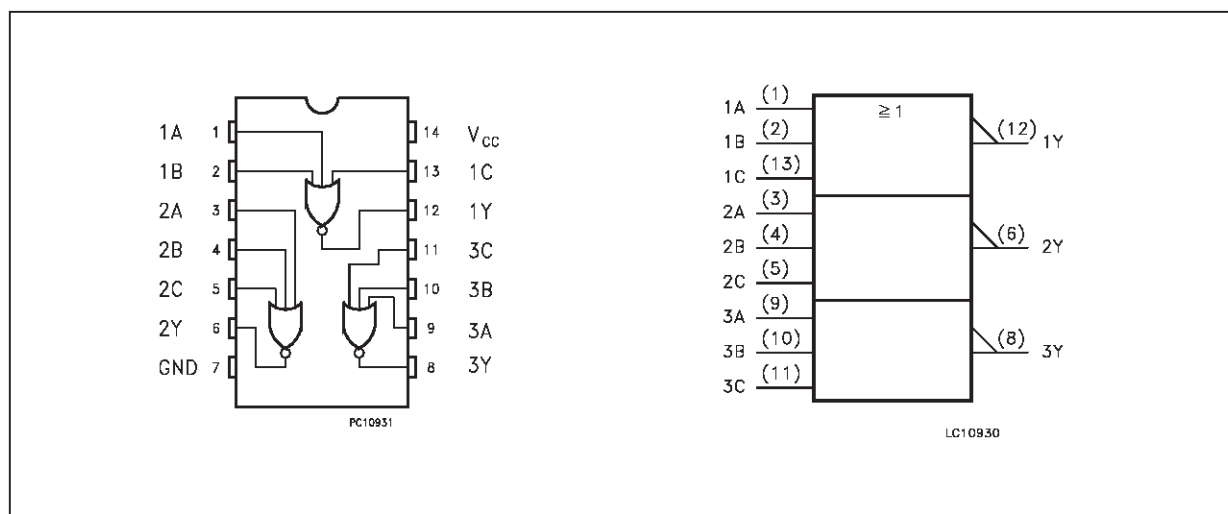 1A 1 14 VCC
1B 2 13 1C
2A 3 12 1Y
2B 4 11 3C
2C 5 10 3B
2Y 6 9 3A
GND 7 8 3Y
PC10931
≧1
1A (1)
1B (2)
1C (13)
2A (3)
2B (4)
2C (5)
3A (9)
3B (10)
3C (11)
(12) 1Y
(6) 2Y
(8) 3Y
LC10930